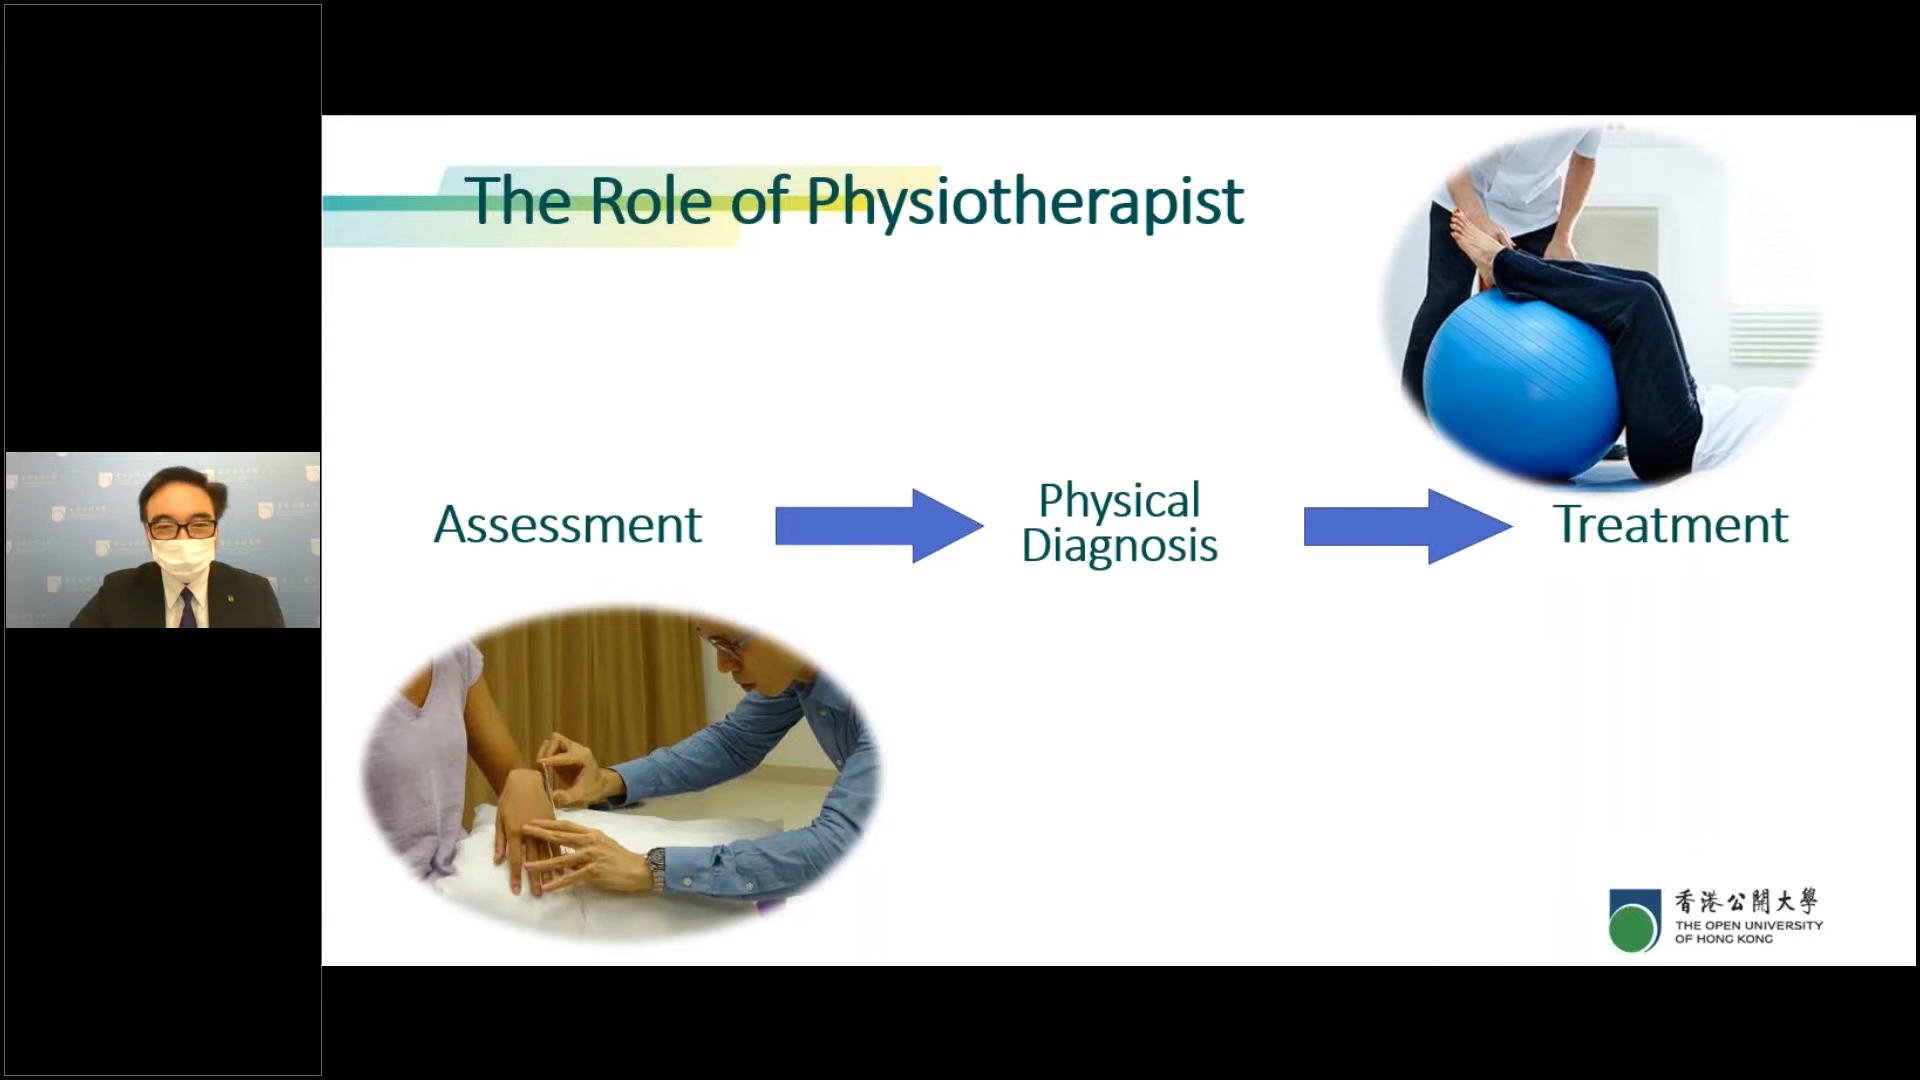 The Role of Physiotherapist
Assessment
Physical
Diagnosis
Treatment
香港公開大學
THE OPEN UNIVERSITY
OF HONG KONG